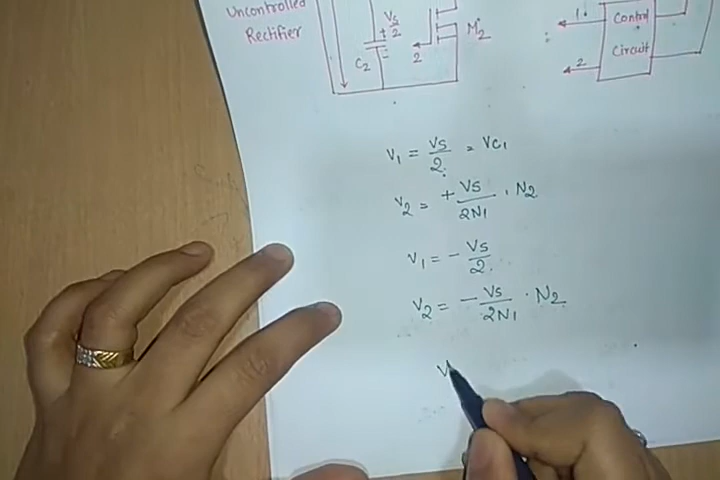 Uncontrolled
Rectifier
Vs/2
+
-
C2
2
M2
1.
2
Control
Circuit
V1 = Vs/2 = VC1
V2 = + Vs/2N1 . N2
V1 = - Vs/2
V2 = - Vs/2N1 . N2
V